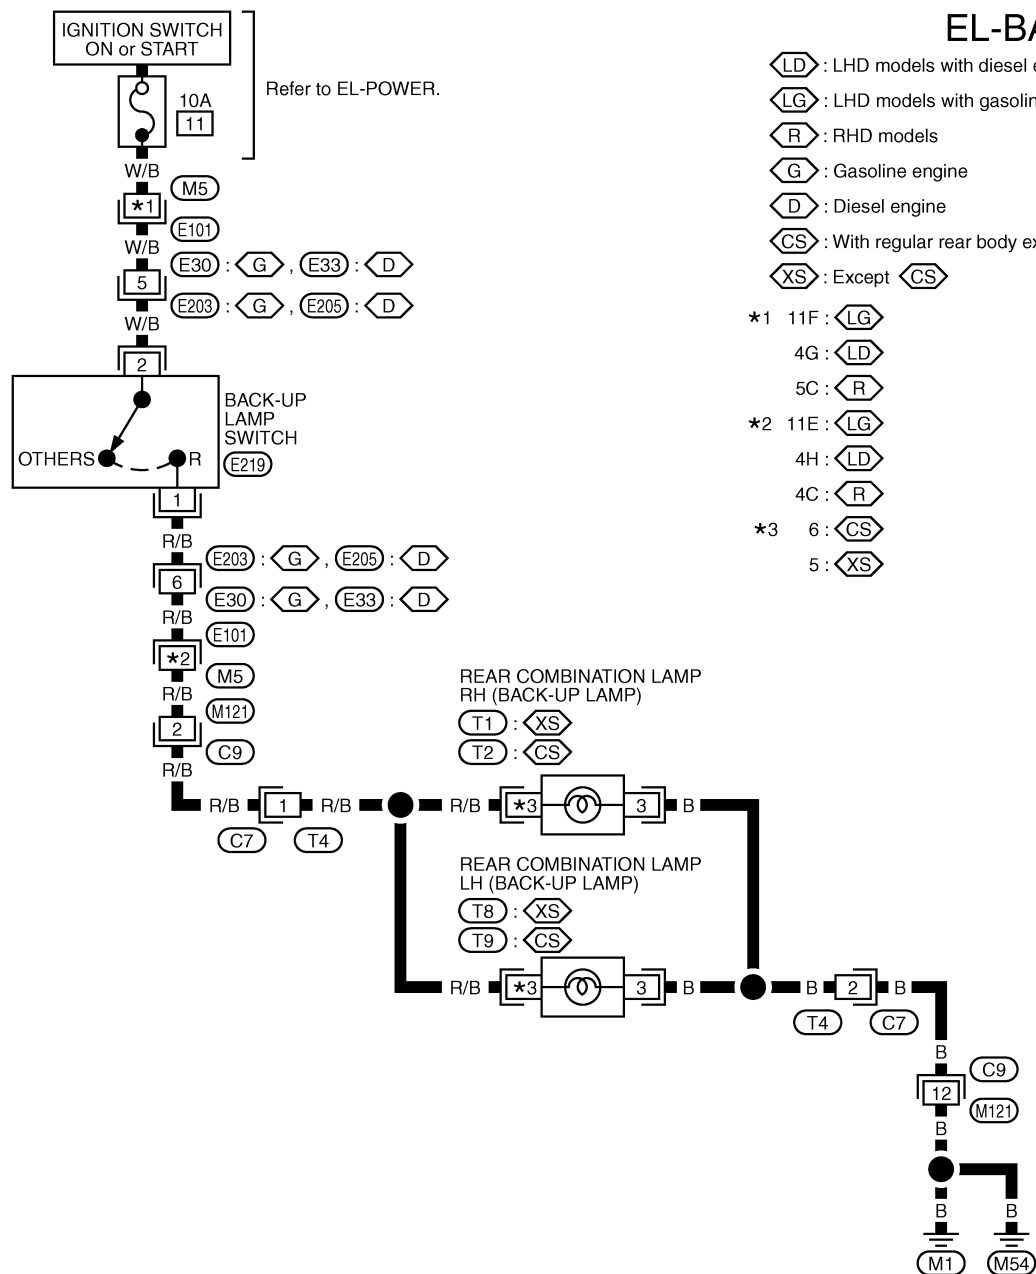 EL-BA
IGNITION SWITCH
ON or START
10A
11
Refer to EL-POWER.
LD : LHD models with diesel e
LG : LHD models with gasolin
R : RHD models
G : Gasoline engine
D : Diesel engine
CS : With regular rear body ex
XS : Except CS
★1 11F : LG
4G : LD
5C : R
★2 11E : LG
4H : LD
4C : R
★3 6 : CS
5 : XS
W/B
M5
★1
E101
W/B
E30 : G , E33 : D
5
E203 : G , E205 : D
W/B
2
BACK-UP
LAMP
SWITCH
E219
OTHERS R
1
R/B
E203 : G , E205 : D
6
E30 : G , E33 : D
R/B
E101
★2
M5
R/B
M121
2
C9
R/B
R/B 1 R/B
C7 T4
REAR COMBINATION LAMP
RH (BACK-UP LAMP)
T1 : XS
T2 : CS
R/B ★3 3 B
REAR COMBINATION LAMP
LH (BACK-UP LAMP)
T8 : XS
T9 : CS
R/B ★3 3 B
B 2 B
T4 C7
B
C9
12
M121
B
B B
M1 M54